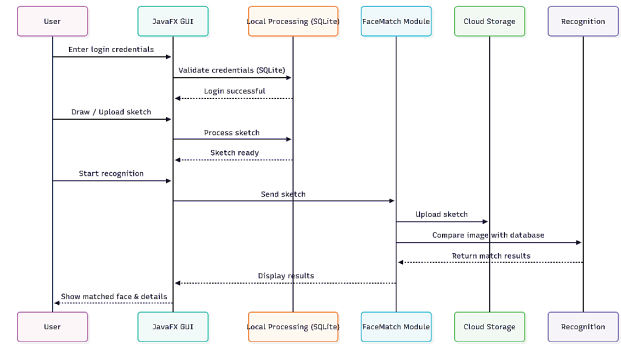 User
JavaFX GUI
Local Processing (SQLite)
FaceMatch Module
Cloud Storage
Recognition
Enter login credentials
Validate credentials (SQLite)
Login successful
Draw / Upload sketch
Process sketch
Sketch ready
Start recognition
Send sketch
Upload sketch
Compare image with database
Return match results
Display results
Show matched face & details
User
JavaFX GUI
Local Processing (SQLite)
FaceMatch Module
Cloud Storage
Recognition